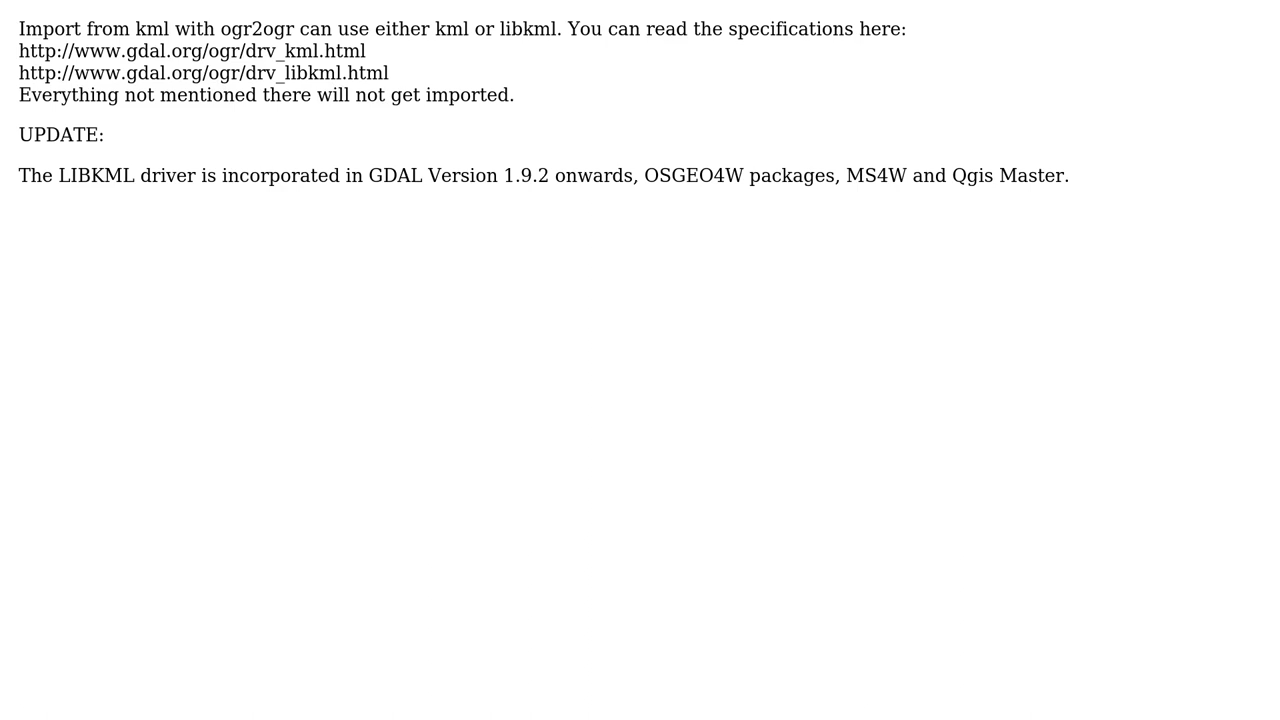 Import from kml with ogr2ogr can use either kml or libkml. You can read the specifications here:
http://www.gdal.org/ogr/drv_kml.html
http://www.gdal.org/ogr/drv_libkml.html
Everything not mentioned there will not get imported.
UPDATE:
The LIBKML driver is incorporated in GDAL Version 1.9.2 onwards, OSGEO4W packages, MS4W and Qgis Master.